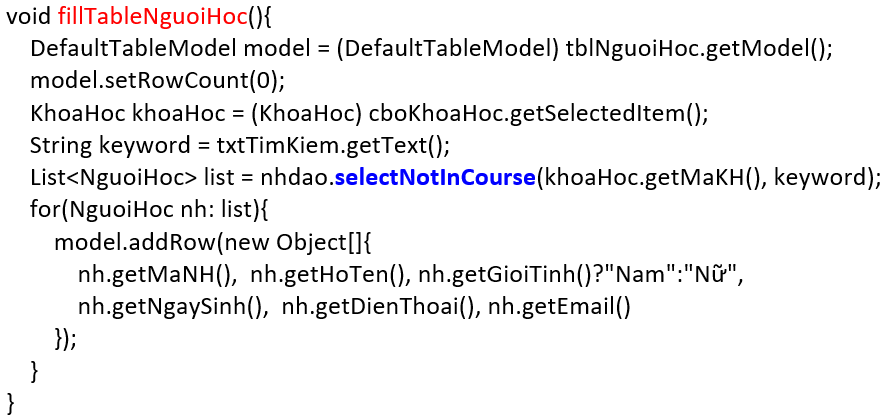 void fillTableNguoiHoc(){
DefaultTableModel model = (DefaultTableModel) tblNguoiHoc.getModel();
model.setRowCount(0);
KhoaHoc khoaHoc = (KhoaHoc) cboKhoaHoc.getSelectedItem();
String keyword = txtTimKiem.getText();
List<NguoiHoc> list = nhdao.selectNotInCourse(khoaHoc.getMaKH(), keyword);
for(NguoiHoc nh: list){
model.addRow(new Object[]{
nh.getMaNH(),  nh.getHoTen(), nh.getGioiTinh()?"Nam":"Nữ",
nh.getNgaySinh(),  nh.getDienThoai(), nh.getEmail()
});
}
}